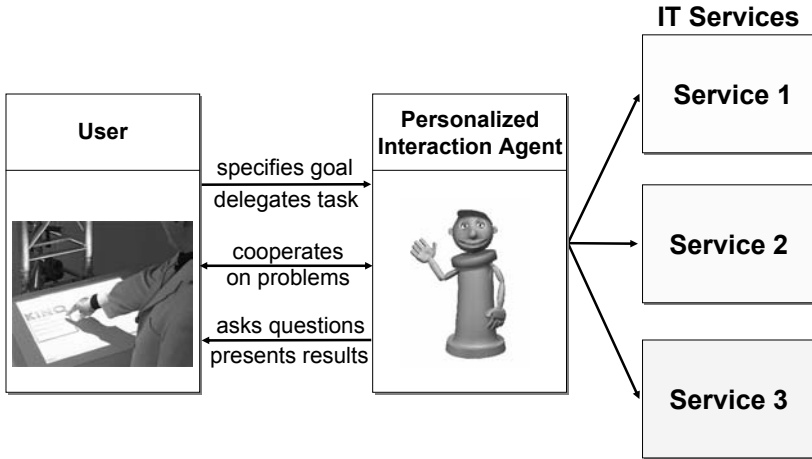 IT Services
Service 1
User
Personalized
Interaction Agent
specifies goal
delegates task
Service 2
cooperates
on problems
KINO
asks questions
presents results
Service 3